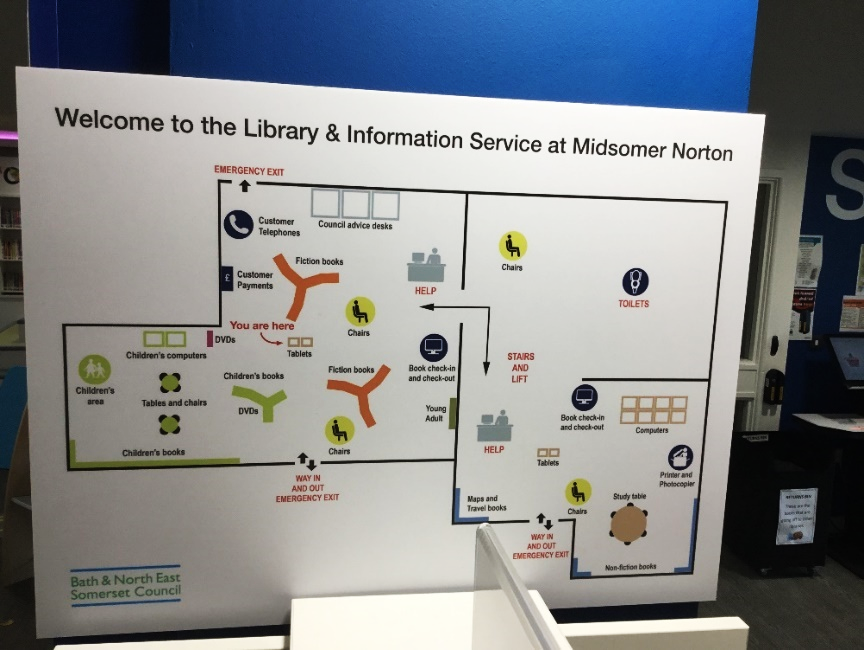 Welcome to the Library & Information Service at Midsomer Norton
EMERGENCY EXIT
Customer
Telephones
Council advice desks
Fiction books
£
Customer
Payments
HELP
Chairs
TOILETS
You are here
Chairs
Children's computers
DVDs
Tablets
Children's
area
Tables and chairs
Children's books
DVDs
Fiction books
Book check-in
and check-out
STAIRS
AND
LIFT
Young
Adult
Children's books
Chairs
WAY IN
AND OUT
EMERGENCY EXIT
HELP
Tablets
Book check-in
and check-out
Computers
Printer and
Photocopier
Maps and
Travel books
Chairs
Study table
WAY IN
AND OUT
EMERGENCY EXIT
Non-fiction books
Bath & North East
Somerset Council
S